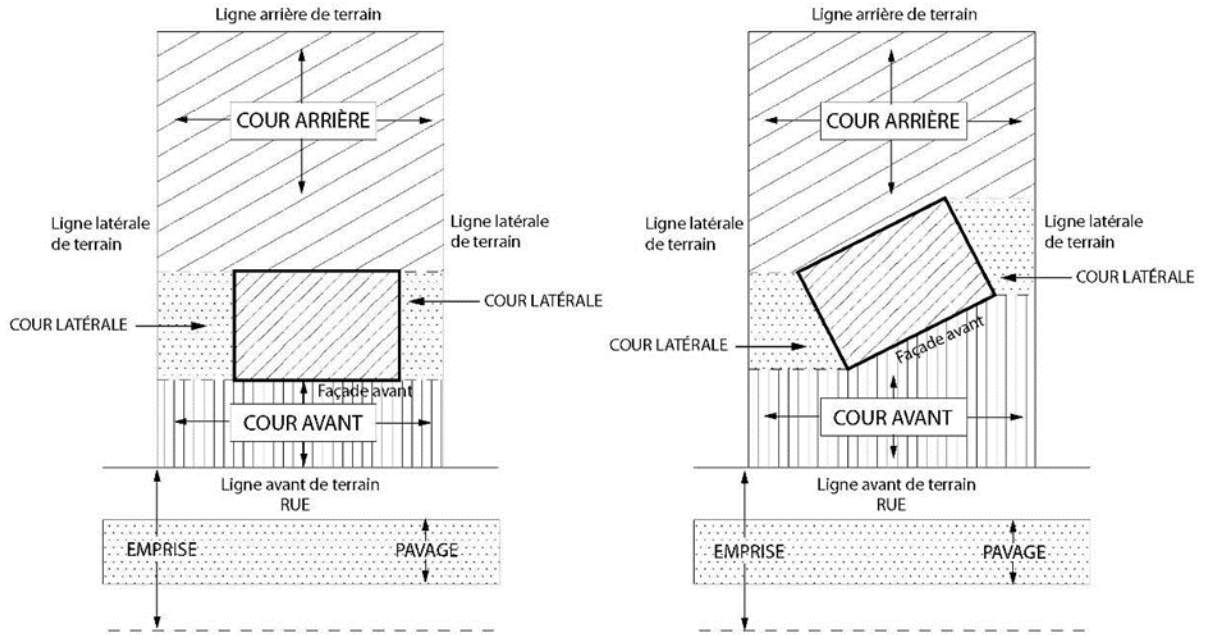 Ligne arrière de terrain
COUR ARRIÈRE
Ligne latérale
de terrain
Ligne latérale
de terrain
COUR LATÉRALE
COUR LATÉRALE
Façade avant
COUR AVANT
Ligne avant de terrain
RUE
EMPRISE
PAVAGE
Ligne arrière de terrain
COUR ARRIÈRE
Ligne latérale
de terrain
Ligne latérale
de terrain
COUR LATÉRALE
COUR LATÉRALE
Façade avant
COUR AVANT
Ligne avant de terrain
RUE
EMPRISE
PAVAGE